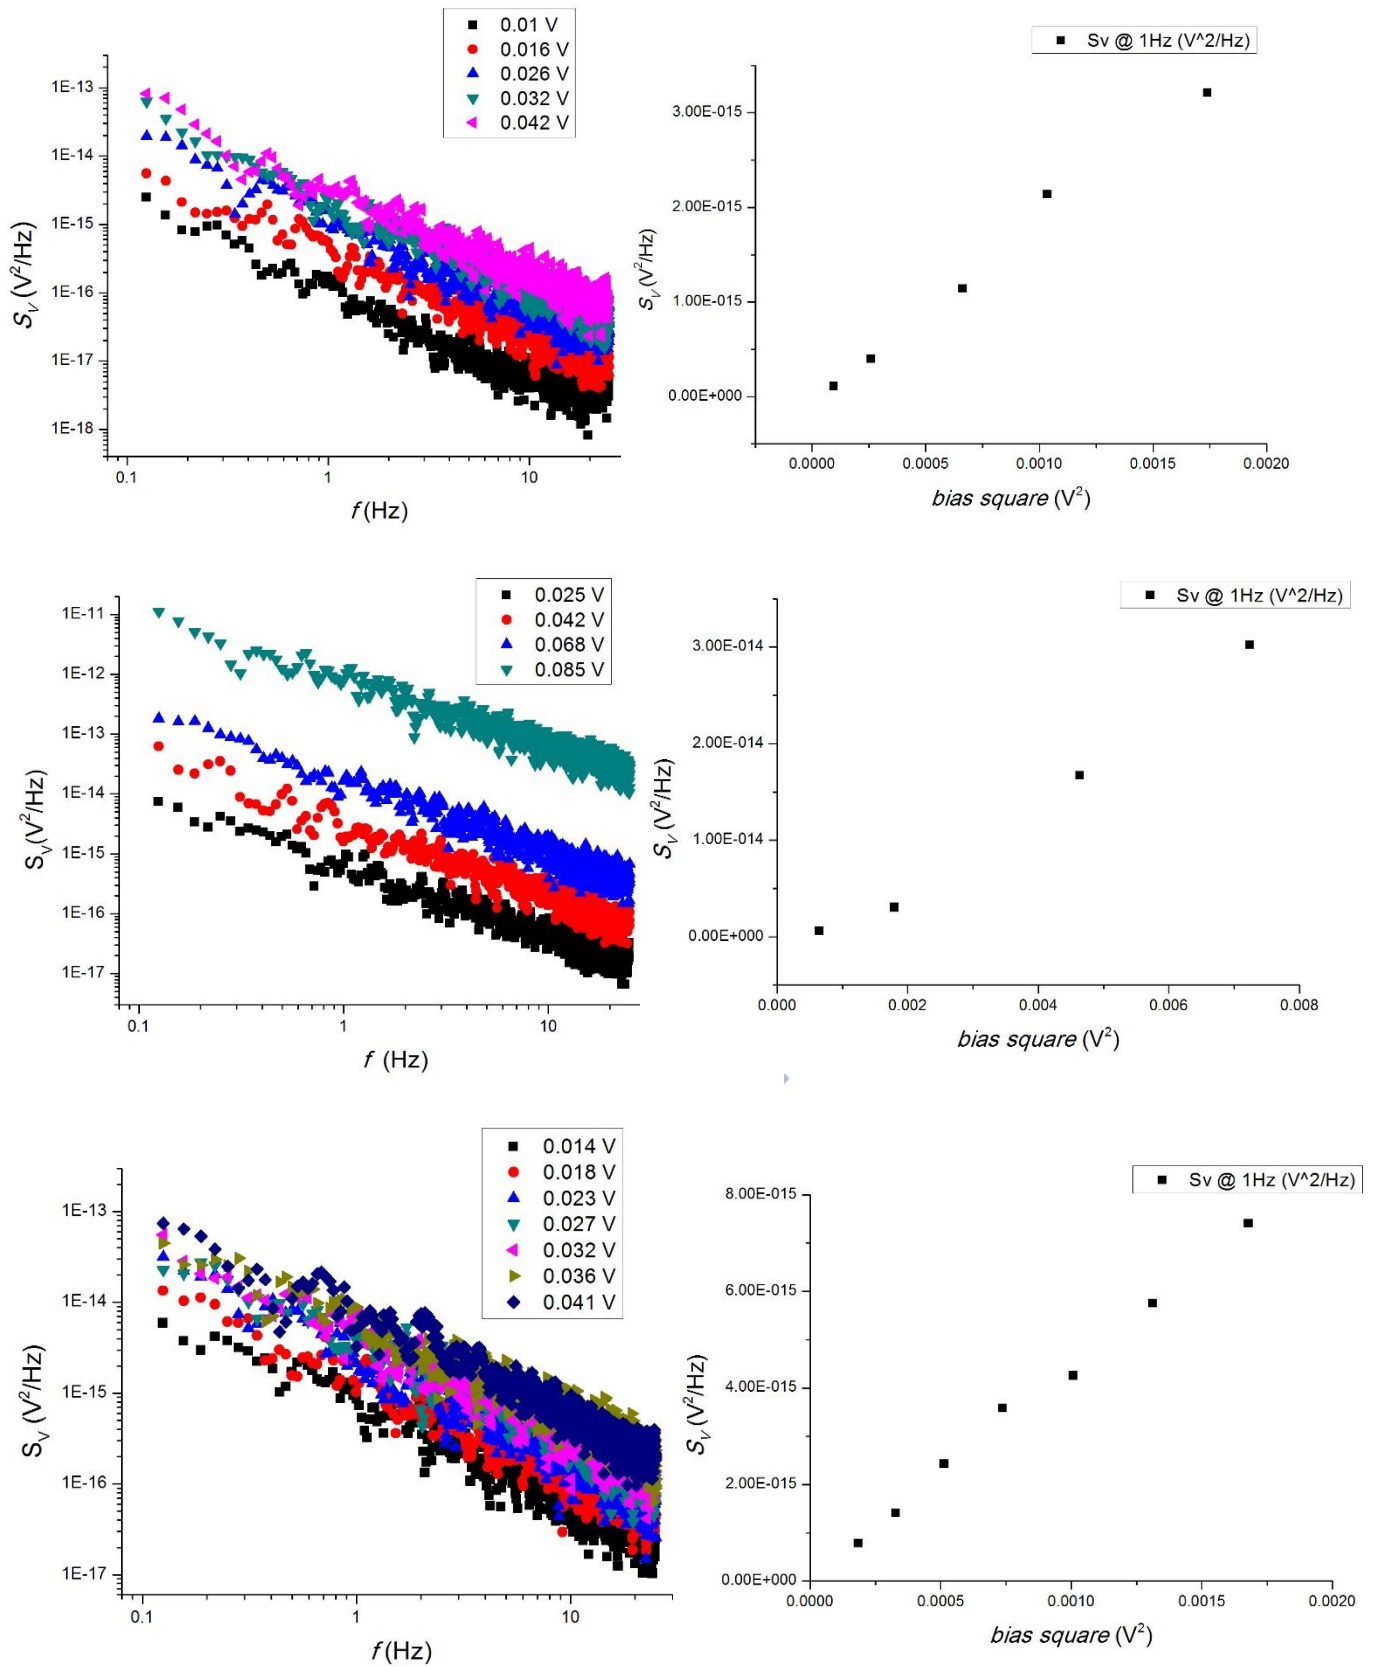 0.01 V
0.016 V
0.026 V
0.032 V
0.042 V
1E-13
1E-14
1E-15
1E-16
1E-17
1E-18
S_V (V²/Hz)
0.1
1
10
f (Hz)
Sv @ 1Hz (V^2/Hz)
3.00E-015
2.00E-015
1.00E-015
0.00E+000
S_V (V²/Hz)
0.0000
0.0005
0.0010
0.0015
0.0020
bias square (V²)
0.025 V
0.042 V
0.068 V
0.085 V
1E-11
1E-12
1E-13
1E-14
1E-15
1E-16
1E-17
S_V (V²/Hz)
0.1
1
10
f (Hz)
Sv @ 1Hz (V^2/Hz)
3.00E-014
2.00E-014
1.00E-014
0.00E+000
S_V (V²/Hz)
0.000
0.002
0.004
0.006
0.008
bias square (V²)
0.014 V
0.018 V
0.023 V
0.027 V
0.032 V
0.036 V
0.041 V
1E-13
1E-14
1E-15
1E-16
1E-17
S_V (V²/Hz)
0.1
1
10
f (Hz)
Sv @ 1Hz (V^2/Hz)
8.00E-015
6.00E-015
4.00E-015
2.00E-015
0.00E+000
S_V (V²/Hz)
0.0000
0.0005
0.0010
0.0015
0.0020
bias square (V²)